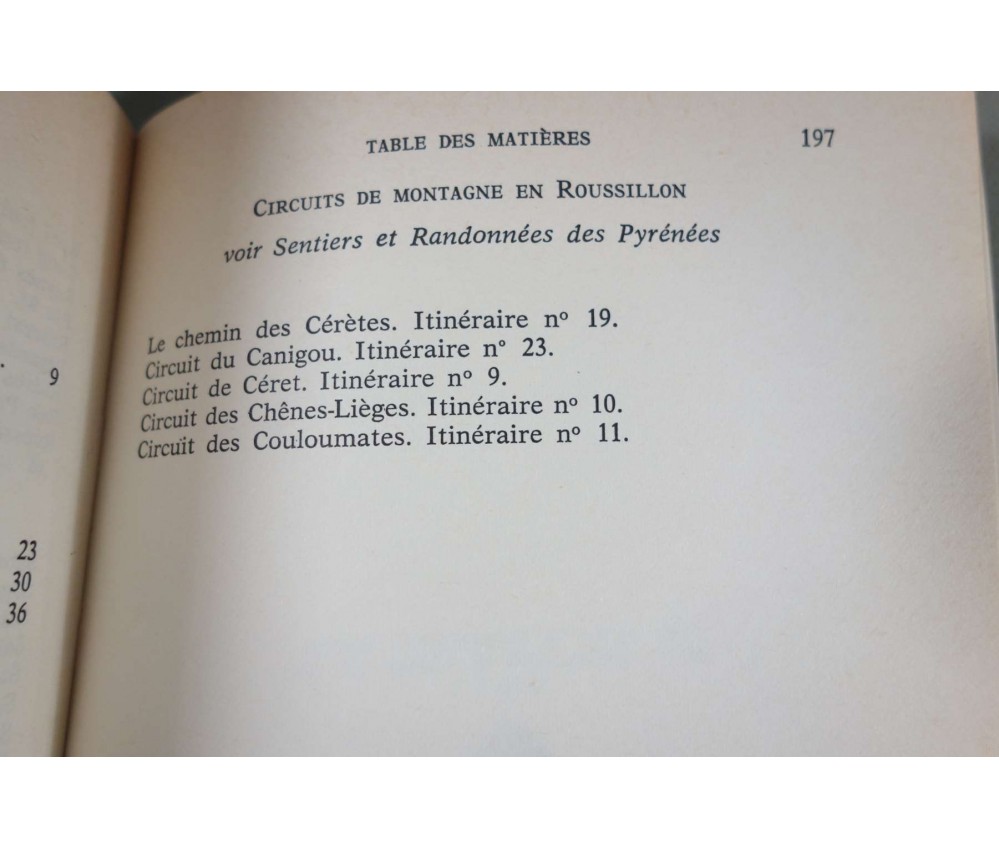 9
23
30
36
TABLE DES MATIÈRES 197
CIRCUITS DE MONTAGNE EN ROUSSILLON
voir Sentiers et Randonnées des Pyrénées
Le chemin des Cérètes. Itinéraire nº 19.
Circuit du Canigou. Itinéraire n° 23.
Circuit de Céret. Itinéraire nº 9.
Circuit des Chênes-Lièges. Itinéraire nº 10.
Circuit des Couloumates. Itinéraire nº 11.